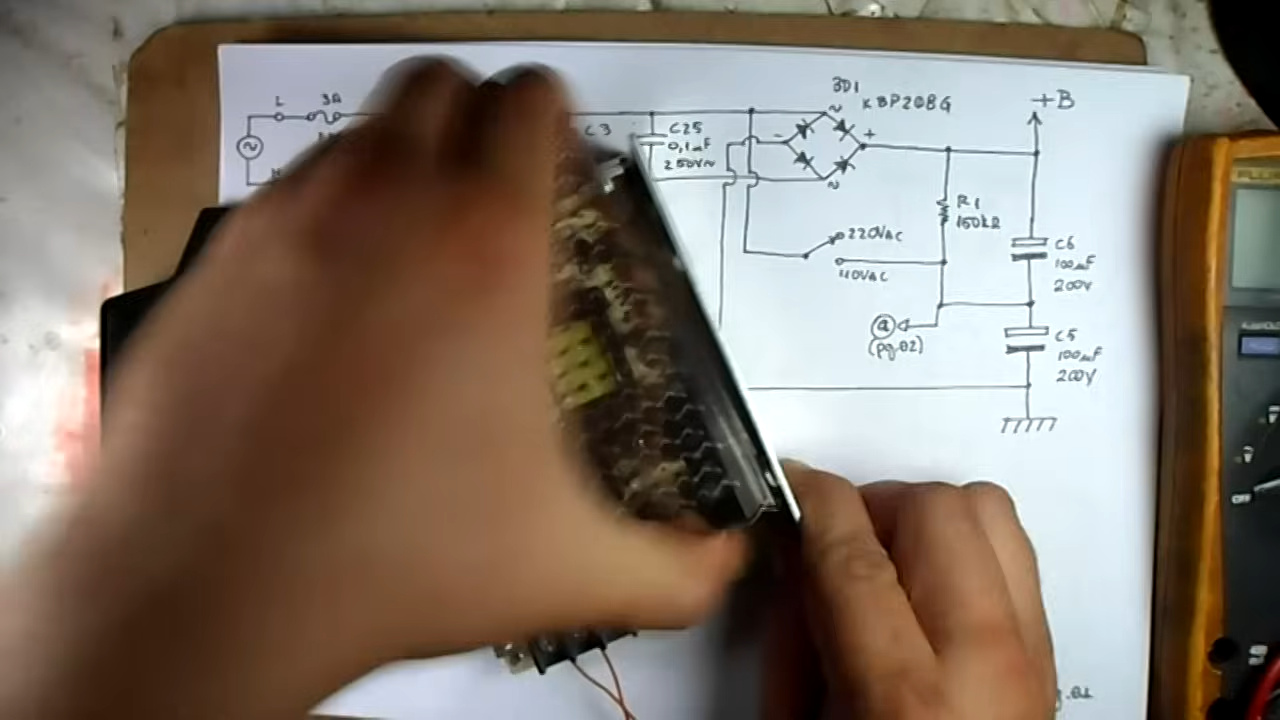 L
3A
C3
C25
0,1µF
250V~
~
~
-
+
BD1
KBP208G
+B
R1
150kΩ
220VAC
110VAC
@
(pg.02)
C6
100µF
200V
C5
100µF
200V
OFF